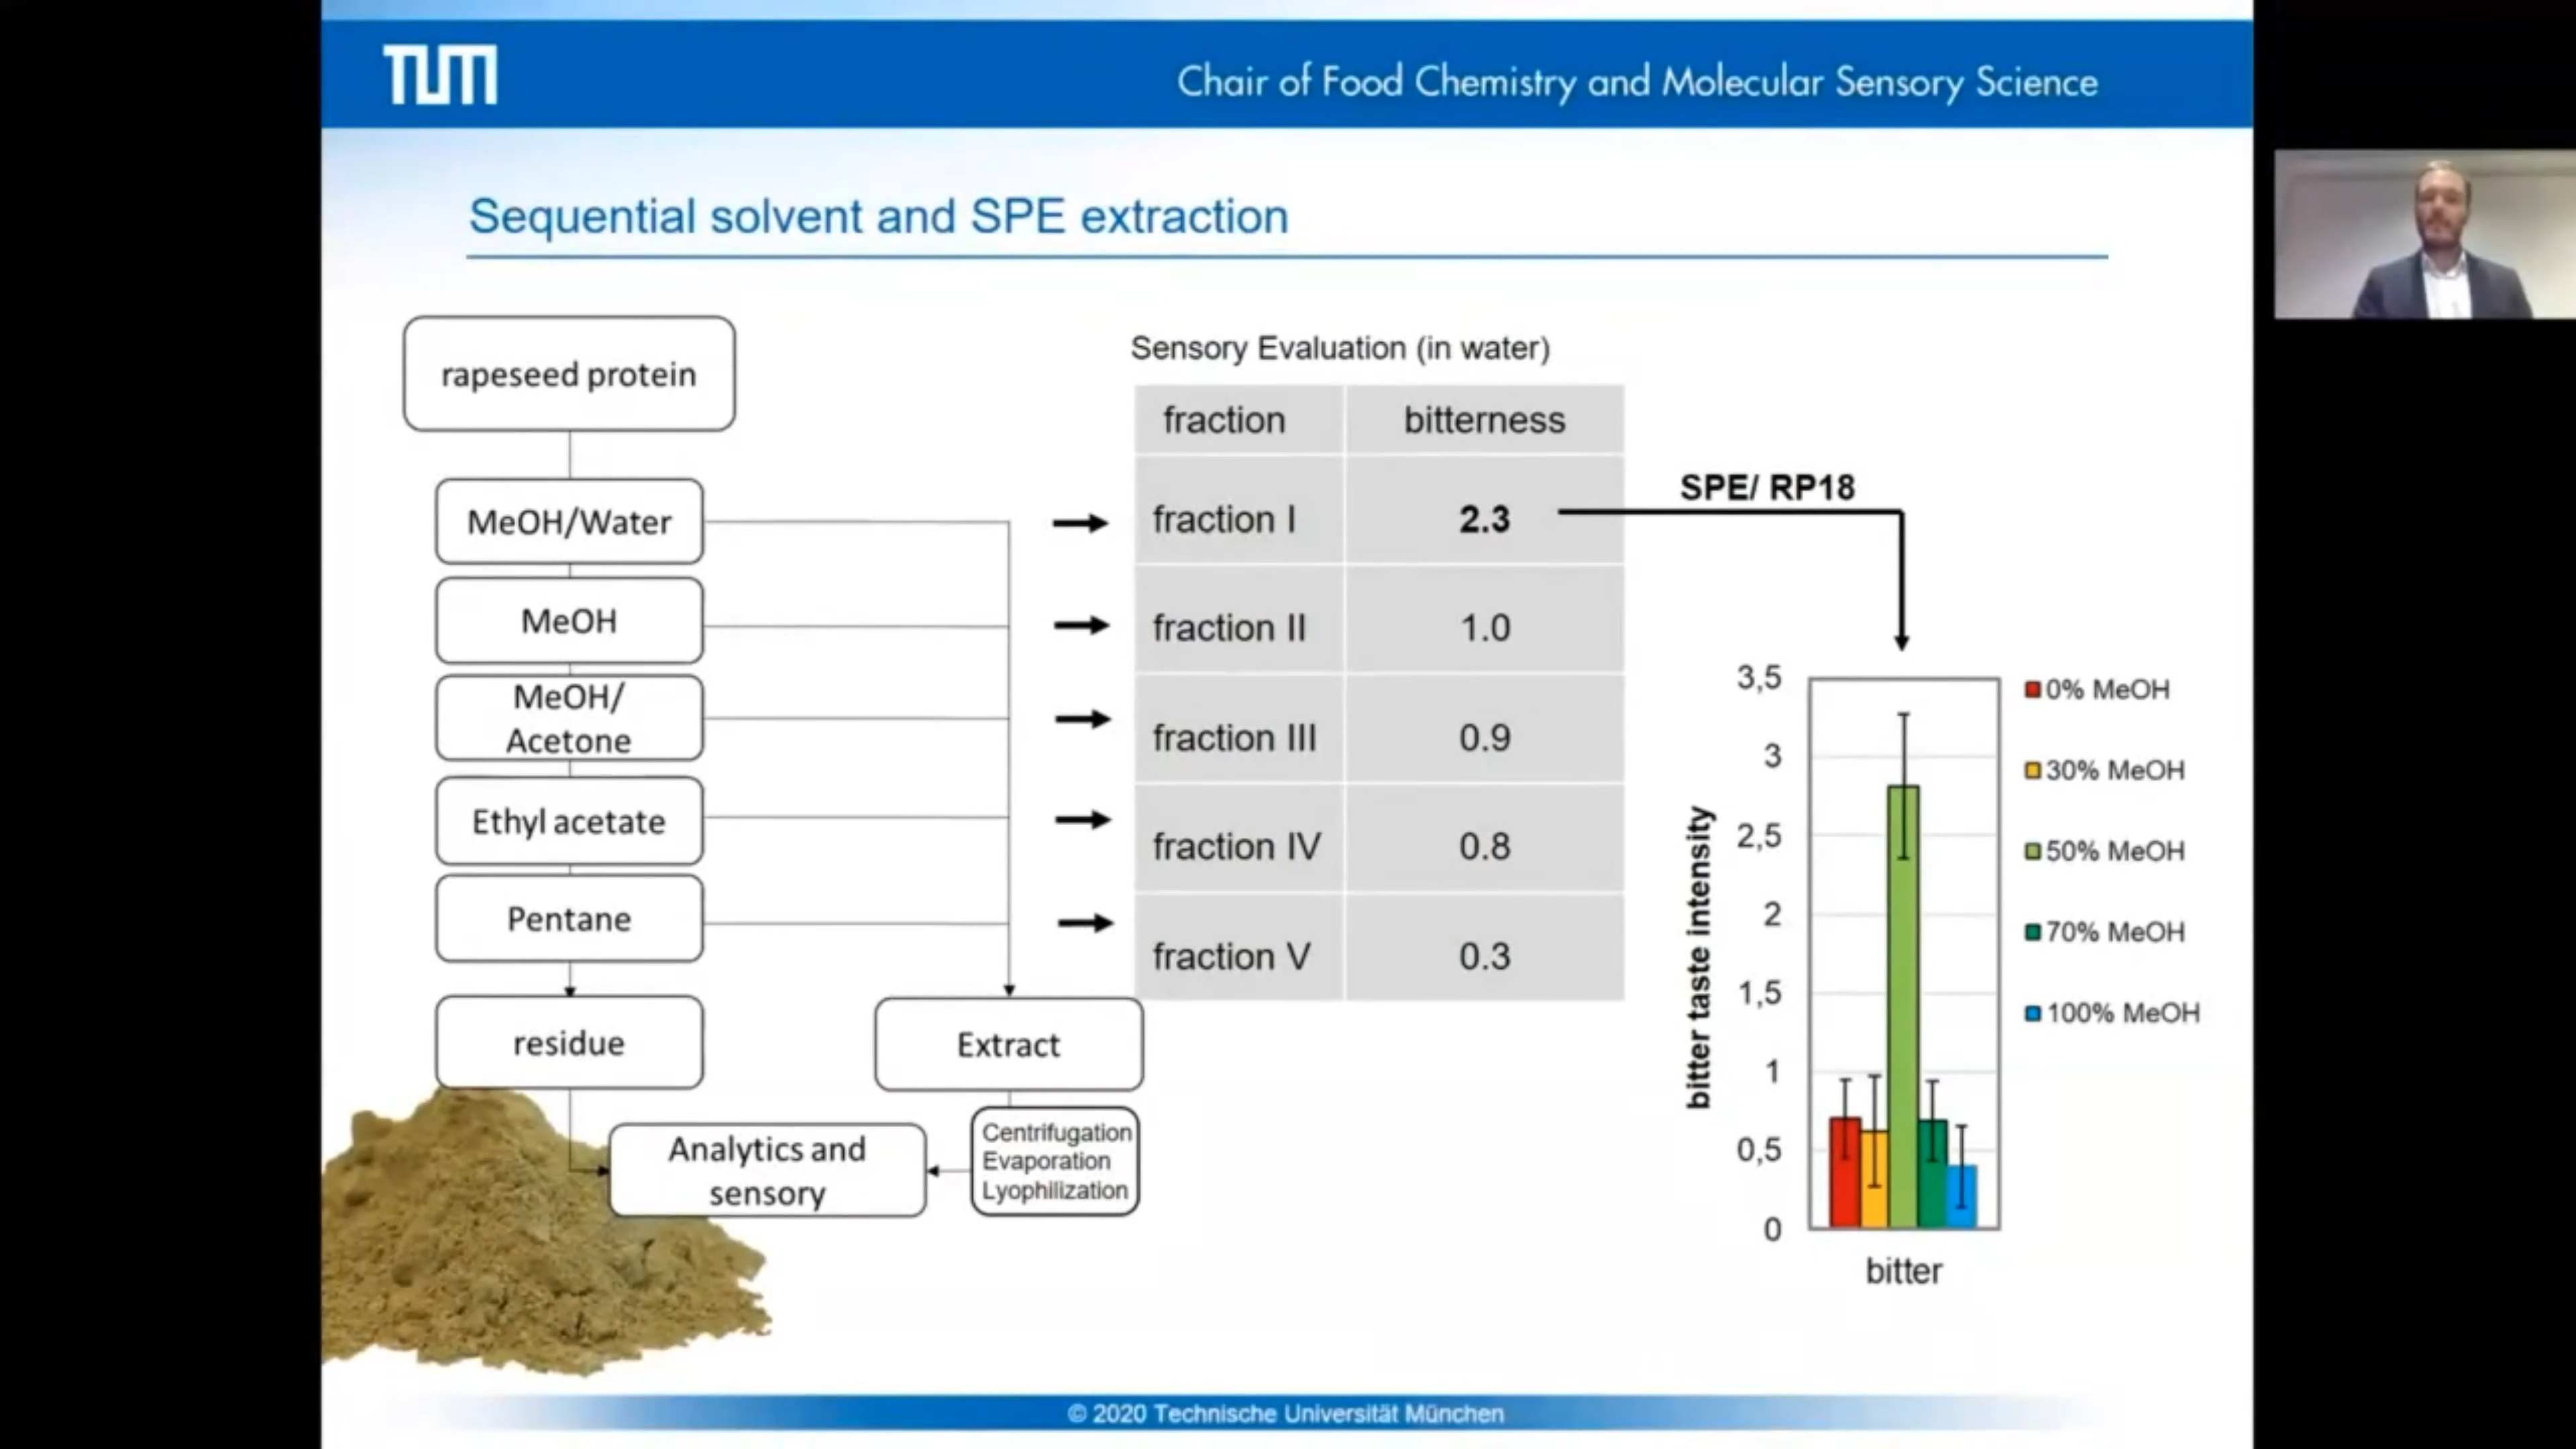 TUM
Chair of Food Chemistry and Molecular Sensory Science
Sequential solvent and SPE extraction
rapeseed protein
MeOH/Water
MeOH
MeOH/
Acetone
Ethyl acetate
Pentane
residue
Extract
Analytics and
sensory
Centrifugation
Evaporation
Lyophilization
Sensory Evaluation (in water)
fraction bitterness
fraction I 2.3
fraction II 1.0
fraction III 0.9
fraction IV 0.8
fraction V 0.3
SPE/ RP18
bitter taste intensity
3,5
3
2,5
2
1,5
1
0,5
0
bitter
0% MeOH
30% MeOH
50% MeOH
70% MeOH
100% MeOH
© 2020 Technische Universität München